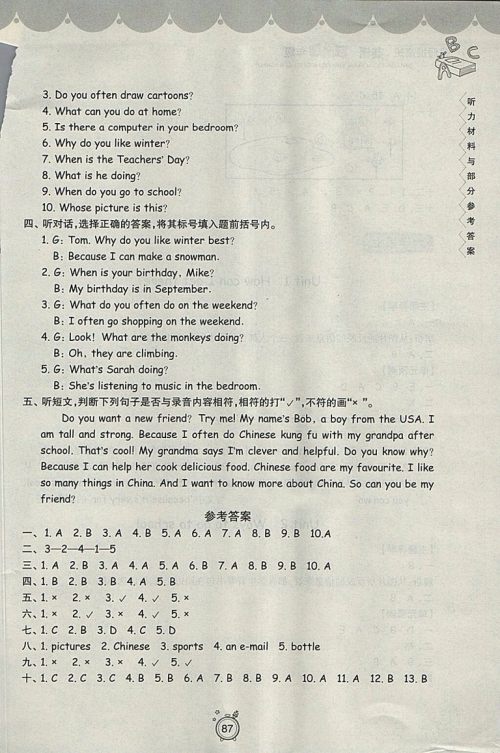 B C
听力材料与部分参考答案
3. Do you often draw cartoons?
4. What can you do at home?
5. Is there a computer in your bedroom?
6. Why do you like winter?
7. When is the Teachers' Day?
8. What is he doing?
9. When do you go to school?
10. Whose picture is this?
四、听对话,选择正确的答案,将其标号填入题前括号内。
1. G: Tom. Why do you like winter best?
B: Because I can make a snowman.
2. G: When is your birthday, Mike?
B: My birthday is in September.
3. G: What do you often do on the weekend?
B: I often go shopping on the weekend.
4. G: Look! What are the monkeys doing?
B: Oh, they are climbing.
5. G: What's Sarah doing?
B: She's listening to music in the bedroom.
五、听短文,判断下列句子是否与录音内容相符,相符的打“✓”,不符的画“×”。
Do you want a new friend? Try me! My name's Bob, a boy from the USA. I
am tall and strong. Because I often do Chinese kung fu with my grandpa after
school. That's cool! My grandma says I'm clever and helpful. Do you know why?
Because I can help her cook delicious food. Chinese food are my favourite. I like
so many things in China. And I want to know more about China. So can you be my
friend?
参考答案
一、1. A 2. B 3. A 4. B 5. A 6. A 7. A 8. B 9. B 10. A
二、3—2—4—1—5
三、1. A 2. B 3. A 4. A 5. A 6. B 7. A 8. B 9. B 10. A
四、1. B 2. B 3. B 4. A 5. B
五、1. × 2. × 3. ✓ 4. ✓ 5. ×
六、1. × 2. ✓ 3. × 4. ✓ 5. ×
七、1. C 2. B 3. D 4. C 5. D
八、1. pictures 2. Chinese 3. sports 4. an e-mail 5. bottle
九、1. × 2. × 3. × 4. ✓ 5. ✓
十、1. C 2. C 3. C 4. B 5. C 6. A 7. B 8. B 9. C 10. A 11. A 12. B 13. B
87